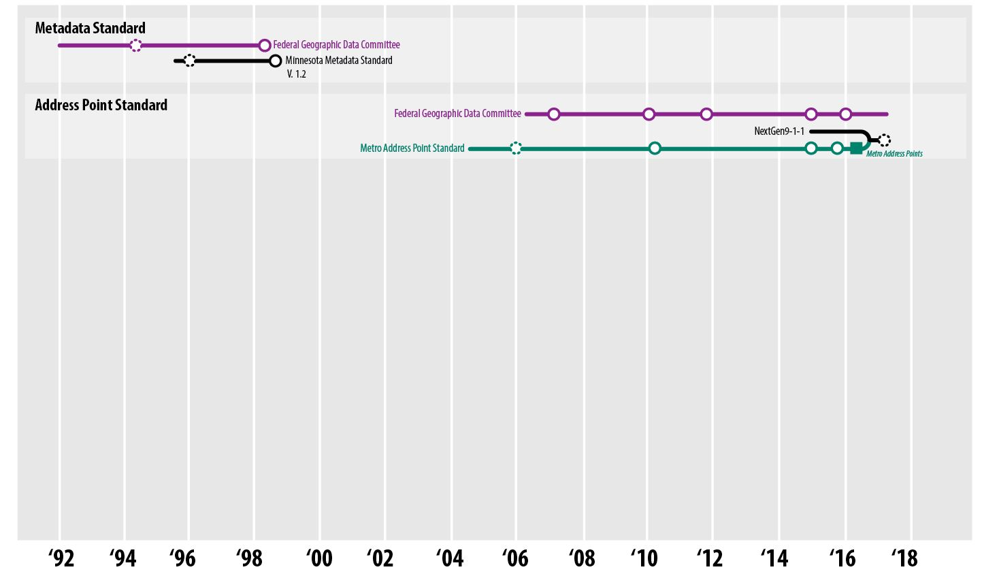 Metadata Standard
Federal Geographic Data Committee
Minnesota Metadata Standard
V. 1.2
Address Point Standard
Federal Geographic Data Committee
NextGen9-1-1
Metro Address Point Standard
Metro Address Points
‘92 ‘94 ‘96 ‘98 ‘00 ‘02 ‘04 ‘06 ‘08 ‘10 ‘12 ‘14 ‘16 ‘18